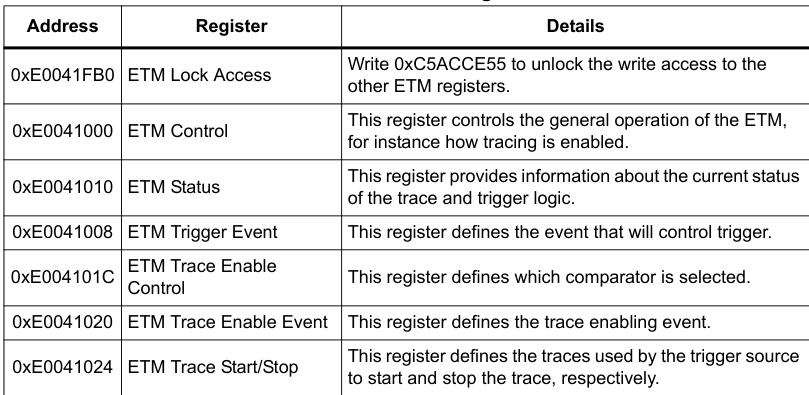 Address Register Details
0xE0041FB0 ETM Lock Access Write 0xC5ACCE55 to unlock the write access to the
other ETM registers.
0xE0041000 ETM Control This register controls the general operation of the ETM,
for instance how tracing is enabled.
0xE0041010 ETM Status This register provides information about the current status
of the trace and trigger logic.
0xE0041008 ETM Trigger Event This register defines the event that will control trigger.
0xE004101C ETM Trace Enable
Control This register defines which comparator is selected.
0xE0041020 ETM Trace Enable Event This register defines the trace enabling event.
0xE0041024 ETM Trace Start/Stop This register defines the traces used by the trigger source
to start and stop the trace, respectively.